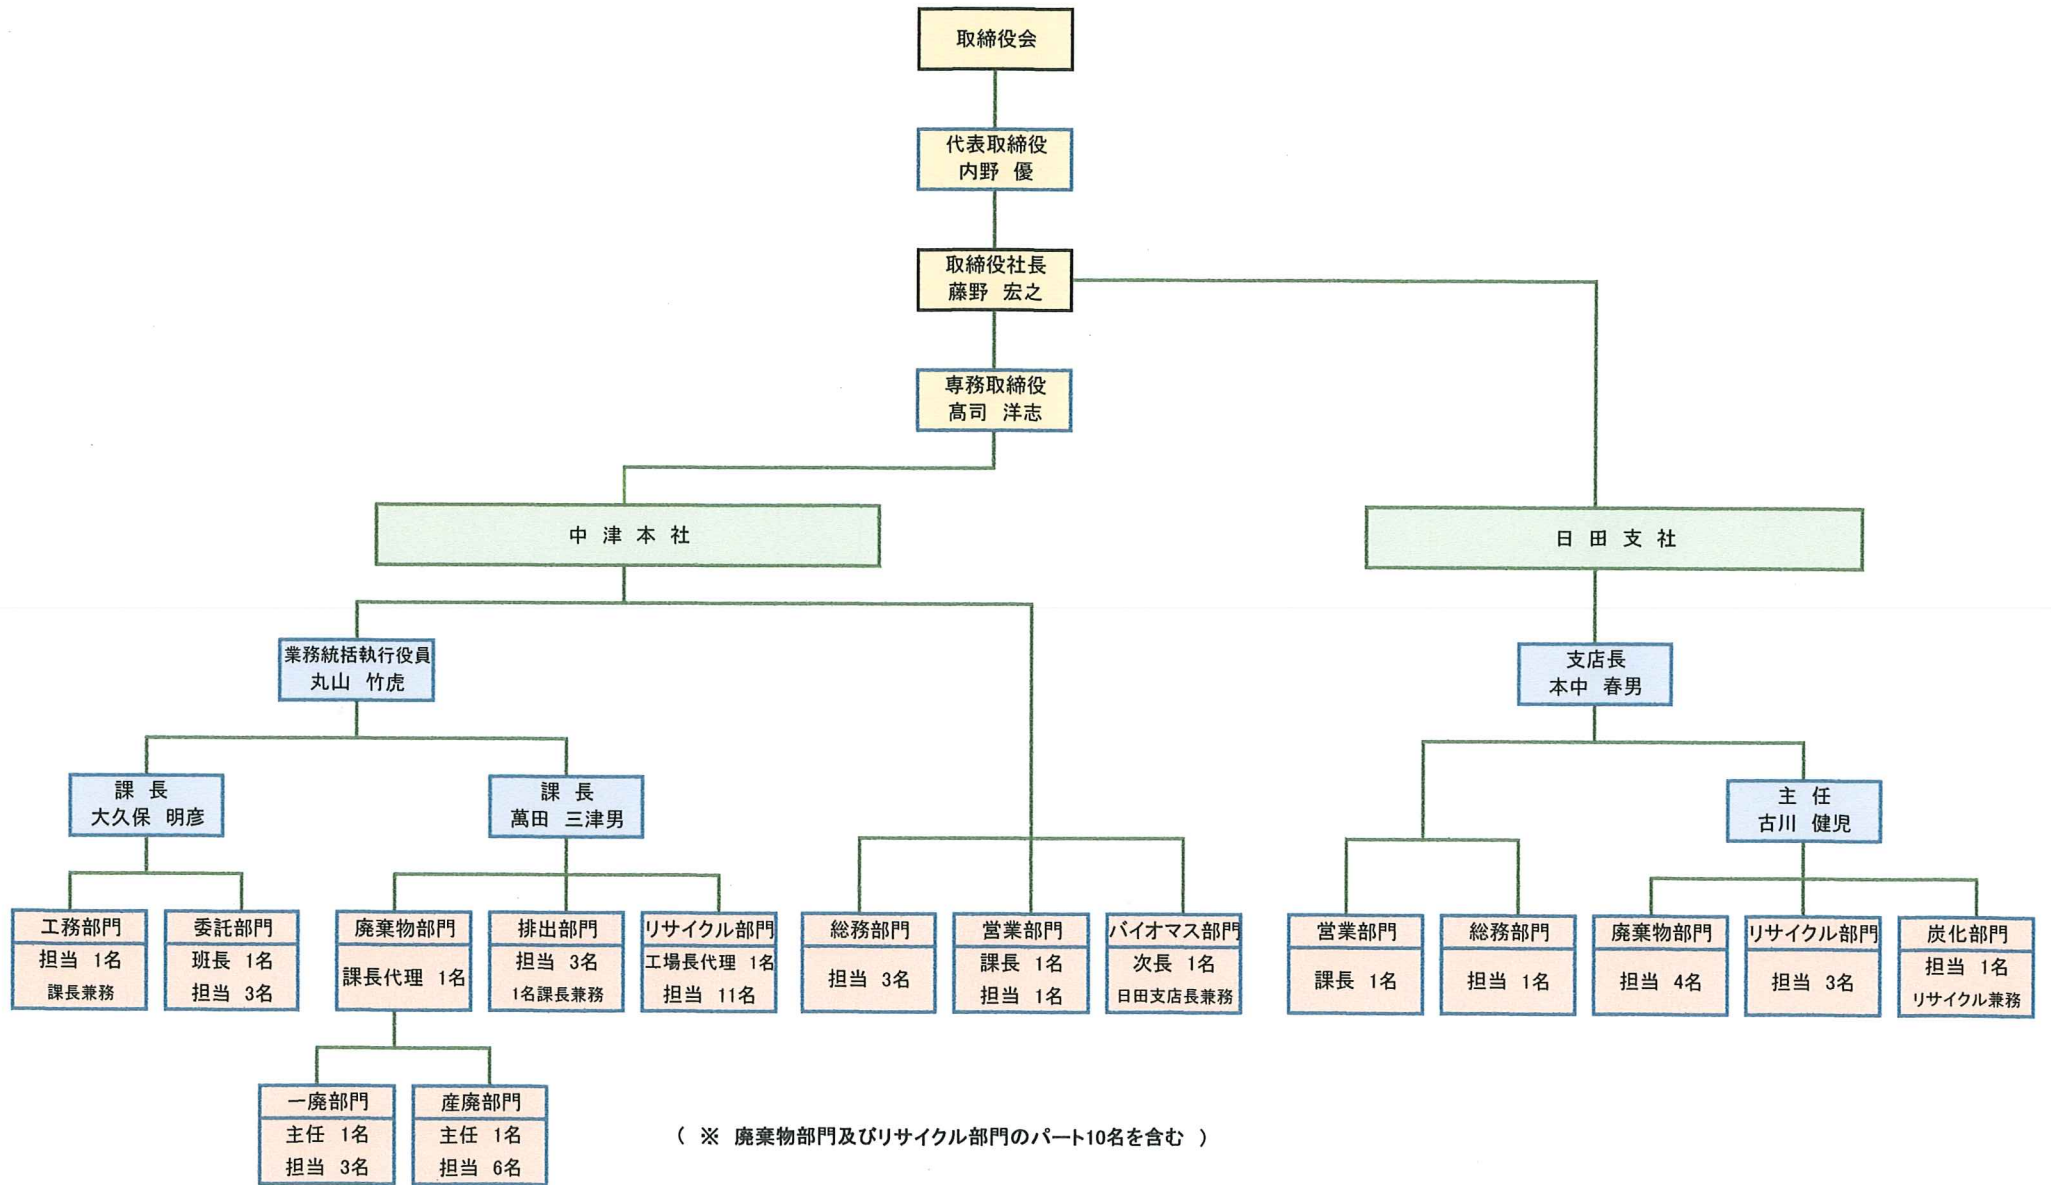 取締役会
代表取締役
内野 優
取締役社長
藤野 宏之
専務取締役
髙司 洋志
中 津 本 社
日 田 支 社
業務統括執行役員
丸山 竹虎
支店長
本中 春男
課 長
大久保 明彦
課 長
萬田 三津男
主 任
古川 健児
工務部門
担当 1名
課長兼務
委託部門
班長 1名
担当 3名
廃棄物部門
課長代理 1名
排出部門
担当 3名
1名課長兼務
リサイクル部門
工場長代理 1名
担当 11名
総務部門
担当 3名
営業部門
課長 1名
担当 1名
バイオマス部門
次長 1名
日田支店長兼務
営業部門
課長 1名
総務部門
担当 1名
廃棄物部門
担当 4名
リサイクル部門
担当 3名
炭化部門
担当 1名
リサイクル兼務
一廃部門
主任 1名
担当 3名
産廃部門
主任 1名
担当 6名
( ※ 廃棄物部門及びリサイクル部門のパート10名を含む )